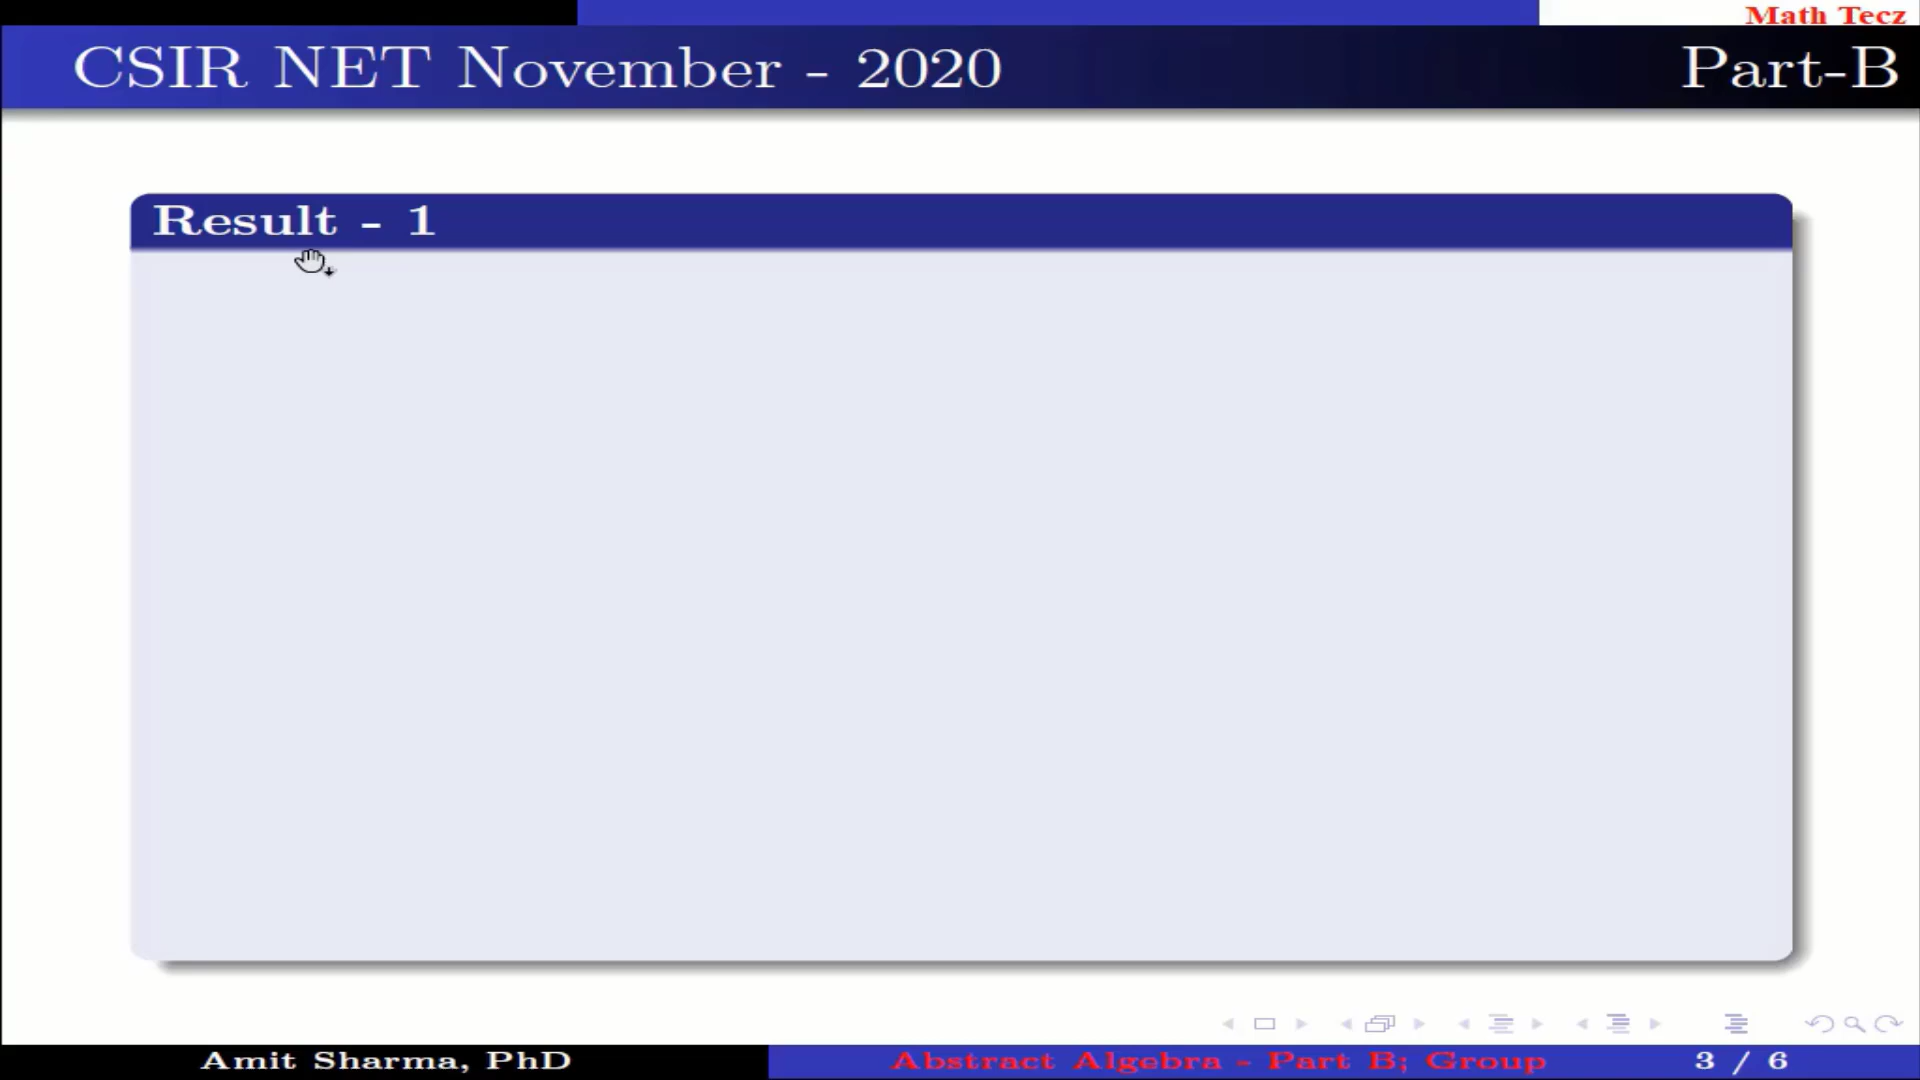 Math Tecz
CSIR NET November - 2020 Part-B
Result - 1
Amit Sharma, PhD Abstract Algebra - Part B; Group 3 / 6